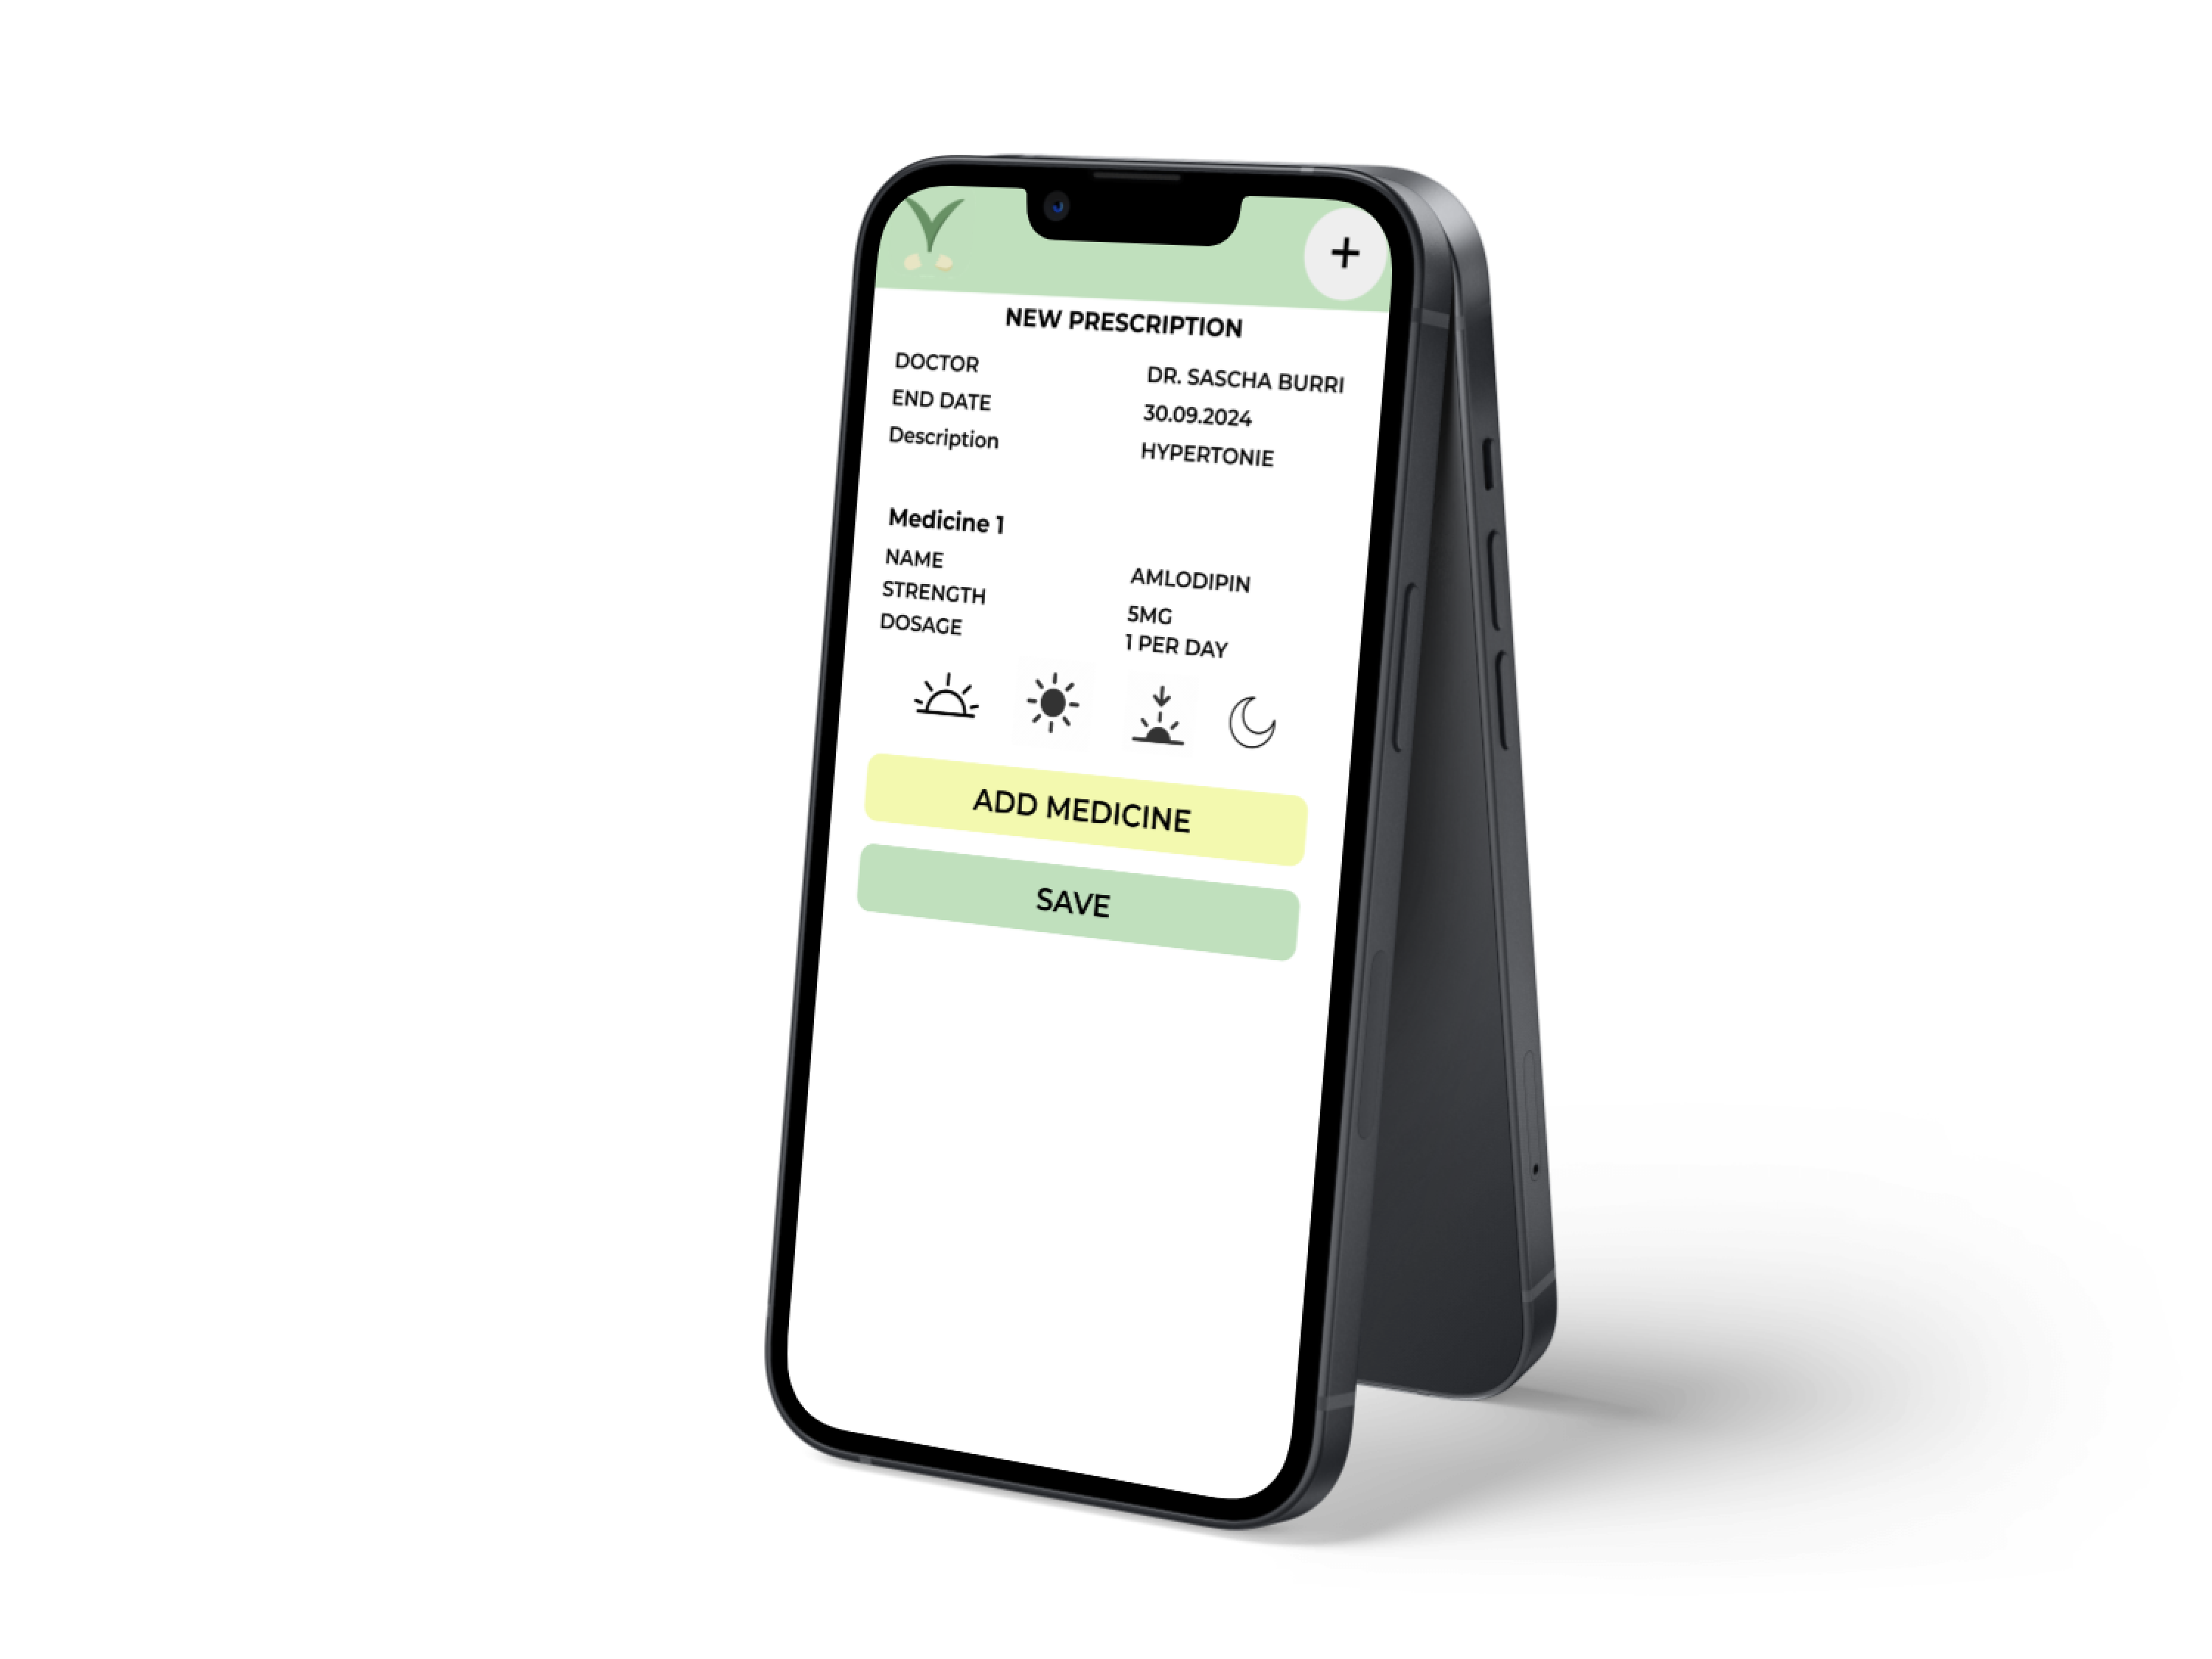 +
NEW PRESCRIPTION
DOCTOR DR. SASCHA BURRI
END DATE 30.09.2024
Description HYPERTONIE
Medicine 1
NAME AMLODIPIN
STRENGTH 5MG
DOSAGE 1 PER DAY
ADD MEDICINE
SAVE